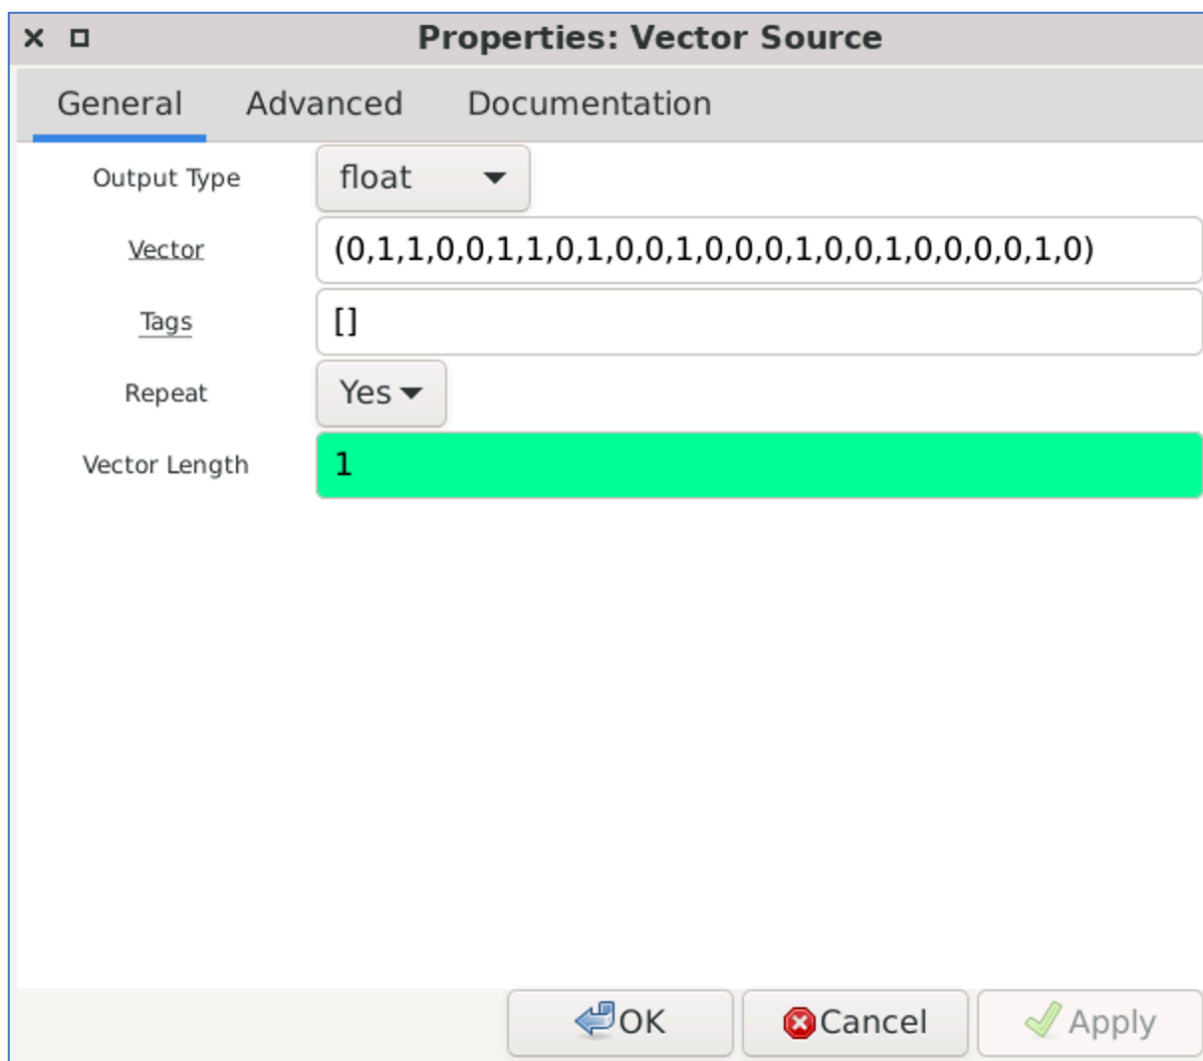 Properties: Vector Source
General Advanced Documentation
Output Type float
Vector (0,1,1,0,0,1,1,0,1,0,0,1,0,0,0,1,0,0,1,0,0,0,0,1,0)
Tags []
Repeat Yes
Vector Length 1
OK Cancel Apply